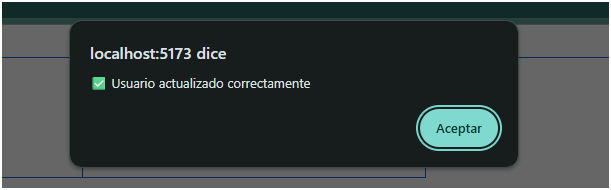 localhost:5173 dice
✅ Usuario actualizado correctamente
Aceptar